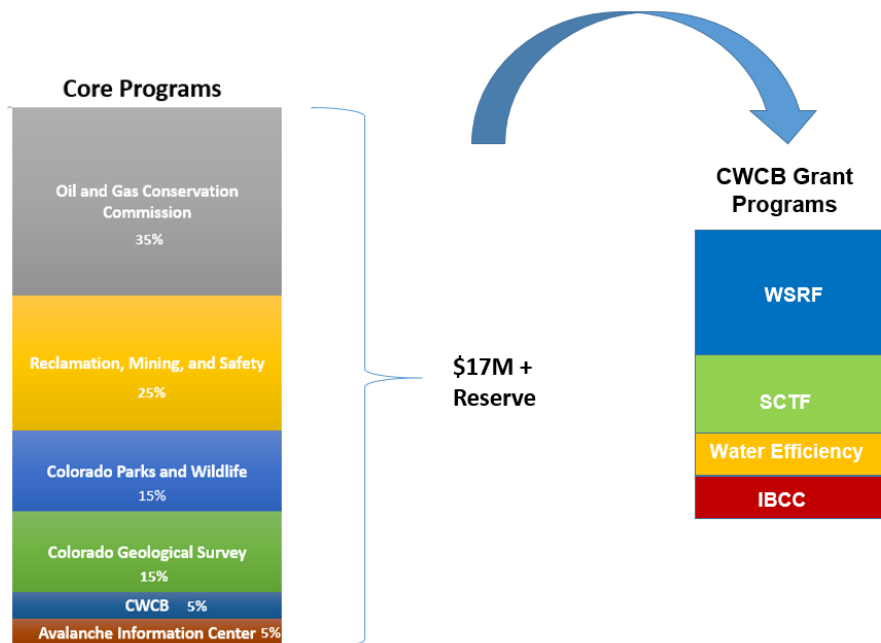 Core Programs
Oil and Gas Conservation
Commission
35%
Reclamation, Mining, and Safety
25%
Colorado Parks and Wildlife
15%
Colorado Geological Survey
15%
CWCB 5%
Avalanche Information Center 5%
$17M +
Reserve
CWCB Grant
Programs
WSRF
SCTF
Water Efficiency
IBCC